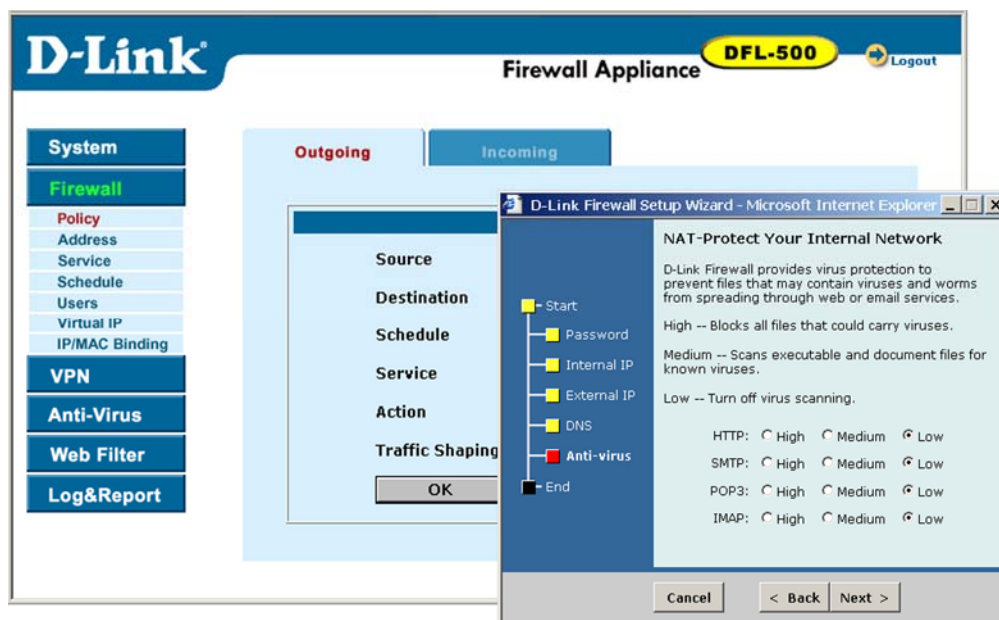 D-Link
Firewall Appliance
DFL-500
Logout
System
Firewall
Policy
Address
Service
Schedule
Users
Virtual IP
IP/MAC Binding
VPN
Anti-Virus
Web Filter
Log&Report
Outgoing
Incoming
Source
Destination
Schedule
Service
Action
Traffic Shaping
OK
D-Link Firewall Setup Wizard - Microsoft Internet Explorer
Start
Password
Internal IP
External IP
DNS
Anti-virus
End
NAT-Protect Your Internal Network
D-Link Firewall provides virus protection to
prevent files that may contain viruses and worms
from spreading through web or email services.
High -- Blocks all files that could carry viruses.
Medium -- Scans executable and document files for
known viruses.
Low -- Turn off virus scanning.
HTTP: High Medium Low
SMTP: High Medium Low
POP3: High Medium Low
IMAP: High Medium Low
Cancel < Back Next >